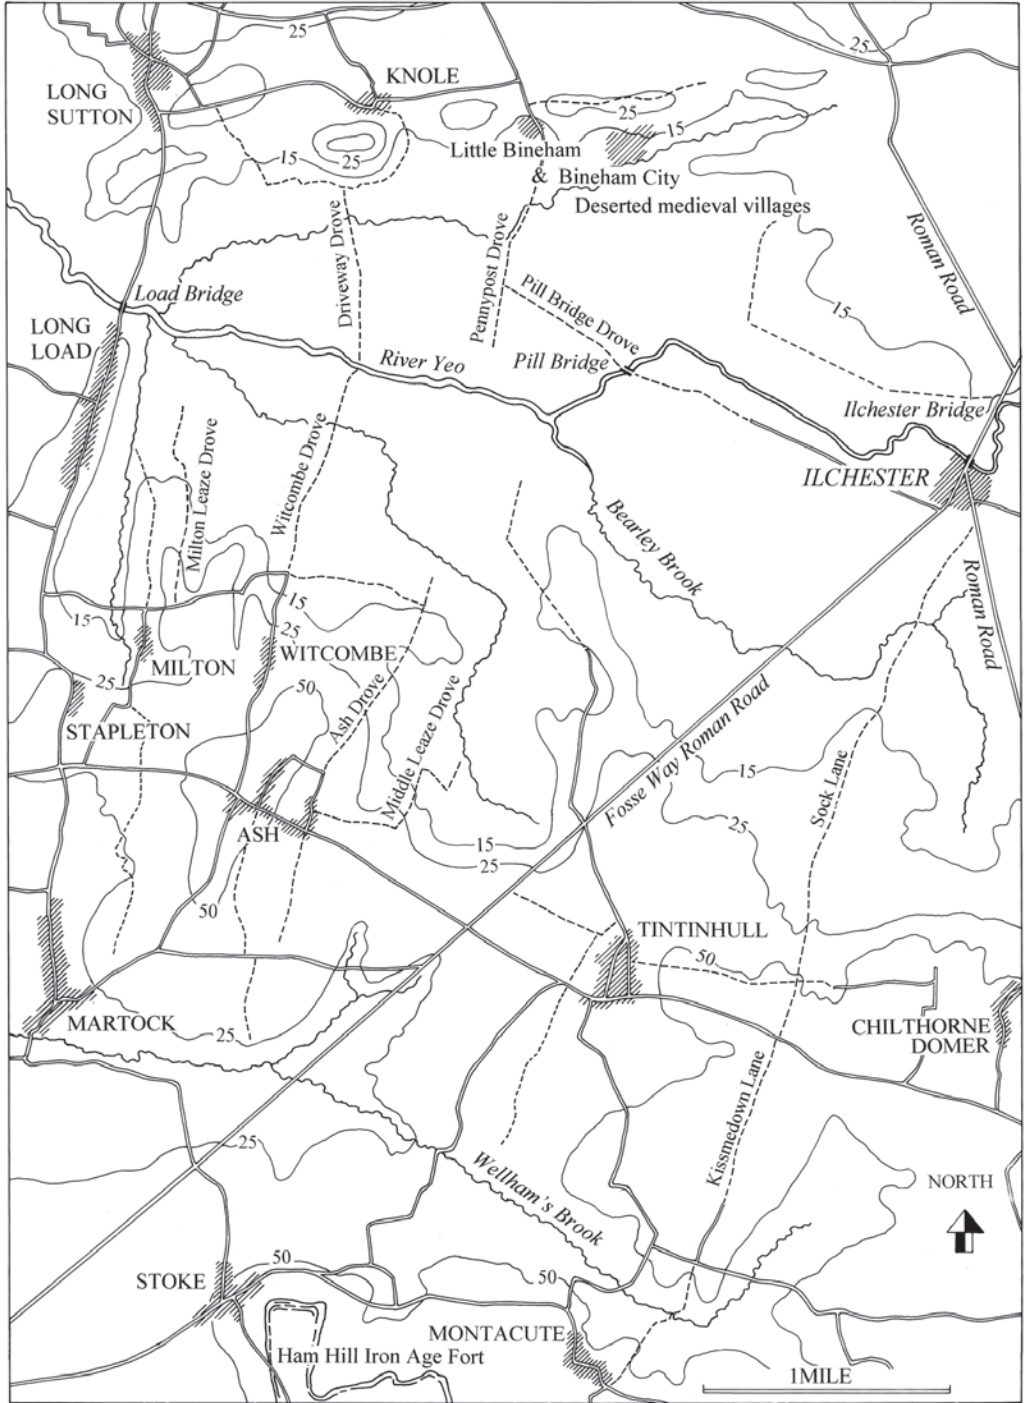 25
25
KNOLE
LONG
SUTTON
25
15
Little Bineham
15
25
& Bineham City
Deserted medieval villages
Roman Road
Driveway Drove
Pennypost Drove
Pill Bridge Drove
15
Load Bridge
LONG
LOAD
River Yeo
Pill Bridge
Ilchester Bridge
Milton Leaze Drove
Witcombe Drove
ILCHESTER
Bearley Brook
Roman Road
15
15
25
MILTON
WITCOMBE
25
50
STAPLETON
Ash Drove
Middle Leaze Drove
Fosse Way Roman Road
15
Sock Lane
25
ASH
15
25
50
TINTINHULL
50
MARTOCK
25
CHILTHORNE
DOMER
Kissmedown Lane
25
Wellham's Brook
NORTH
50
STOKE
50
MONTACUTE
Ham Hill Iron Age Fort
1MILE